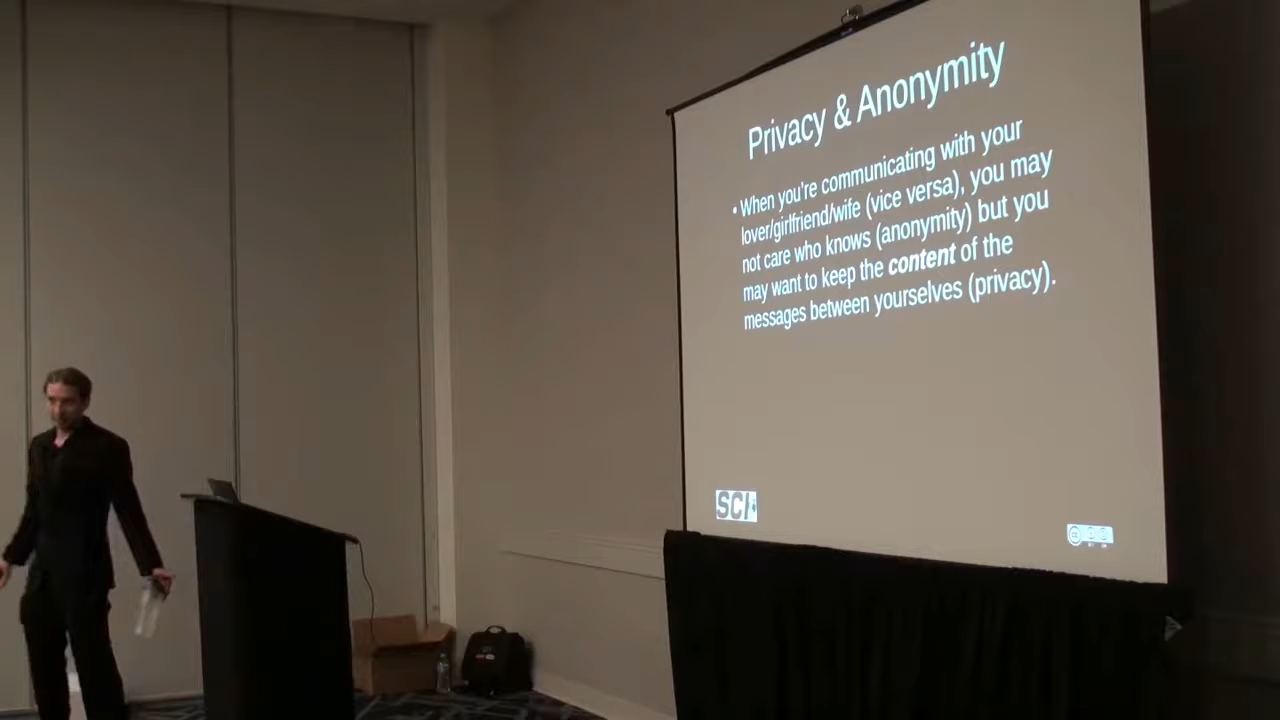 Privacy & Anonymity
• When you're communicating with your
lover/girlfriend/wife (vice versa), you may
not care who knows (anonymity) but you
may want to keep the content of the
messages between yourselves (privacy).
SCI
cc